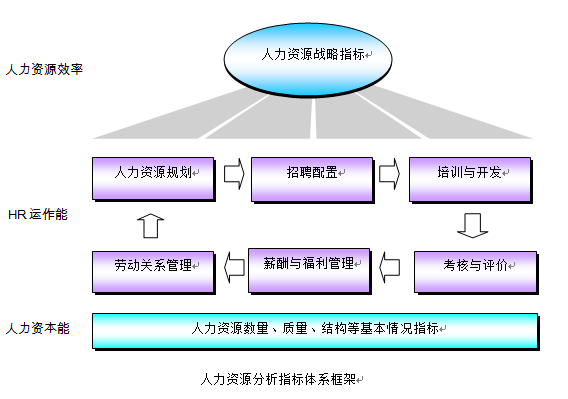 人力资源战略指标
人力资源效率
人力资源规划
招聘配置
培训与开发
HR运作能
劳动关系管理
薪酬与福利管理
考核与评价
人力资本能
人力资源数量、质量、结构等基本情况指标
人力资源分析指标体系框架